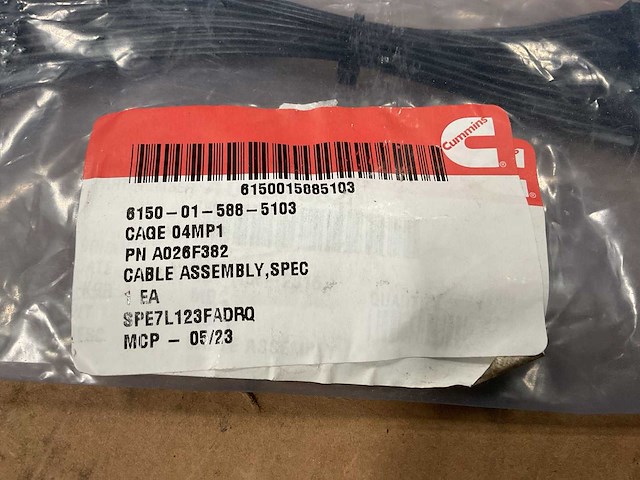 Cummins
6150015885103
6150-01-588-5103
CAGE 04MP1
PN A026F382
CABLE ASSEMBLY,SPEC
1 EA
SPE7L123FADRQ
MCP - 05/23